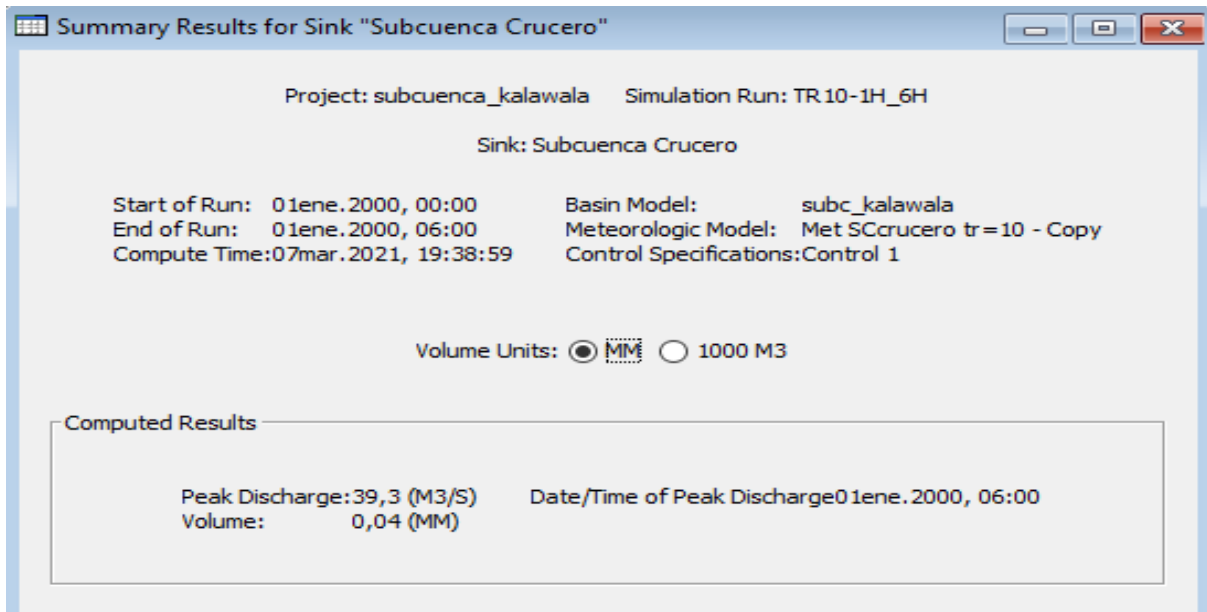 Summary Results for Sink "Subcuenca Crucero"
Project: subcuenca_kalawala Simulation Run: TR10-1H_6H
Sink: Subcuenca Crucero
Start of Run: 01ene.2000, 00:00 Basin Model: subc_kalawala
End of Run: 01ene.2000, 06:00 Meteorologic Model: Met SCcrucero tr=10 - Copy
Compute Time:07mar.2021, 19:38:59 Control Specifications:Control 1
Volume Units: MM 1000 M3
Computed Results
Peak Discharge:39,3 (M3/S) Date/Time of Peak Discharge01ene.2000, 06:00
Volume: 0,04 (MM)